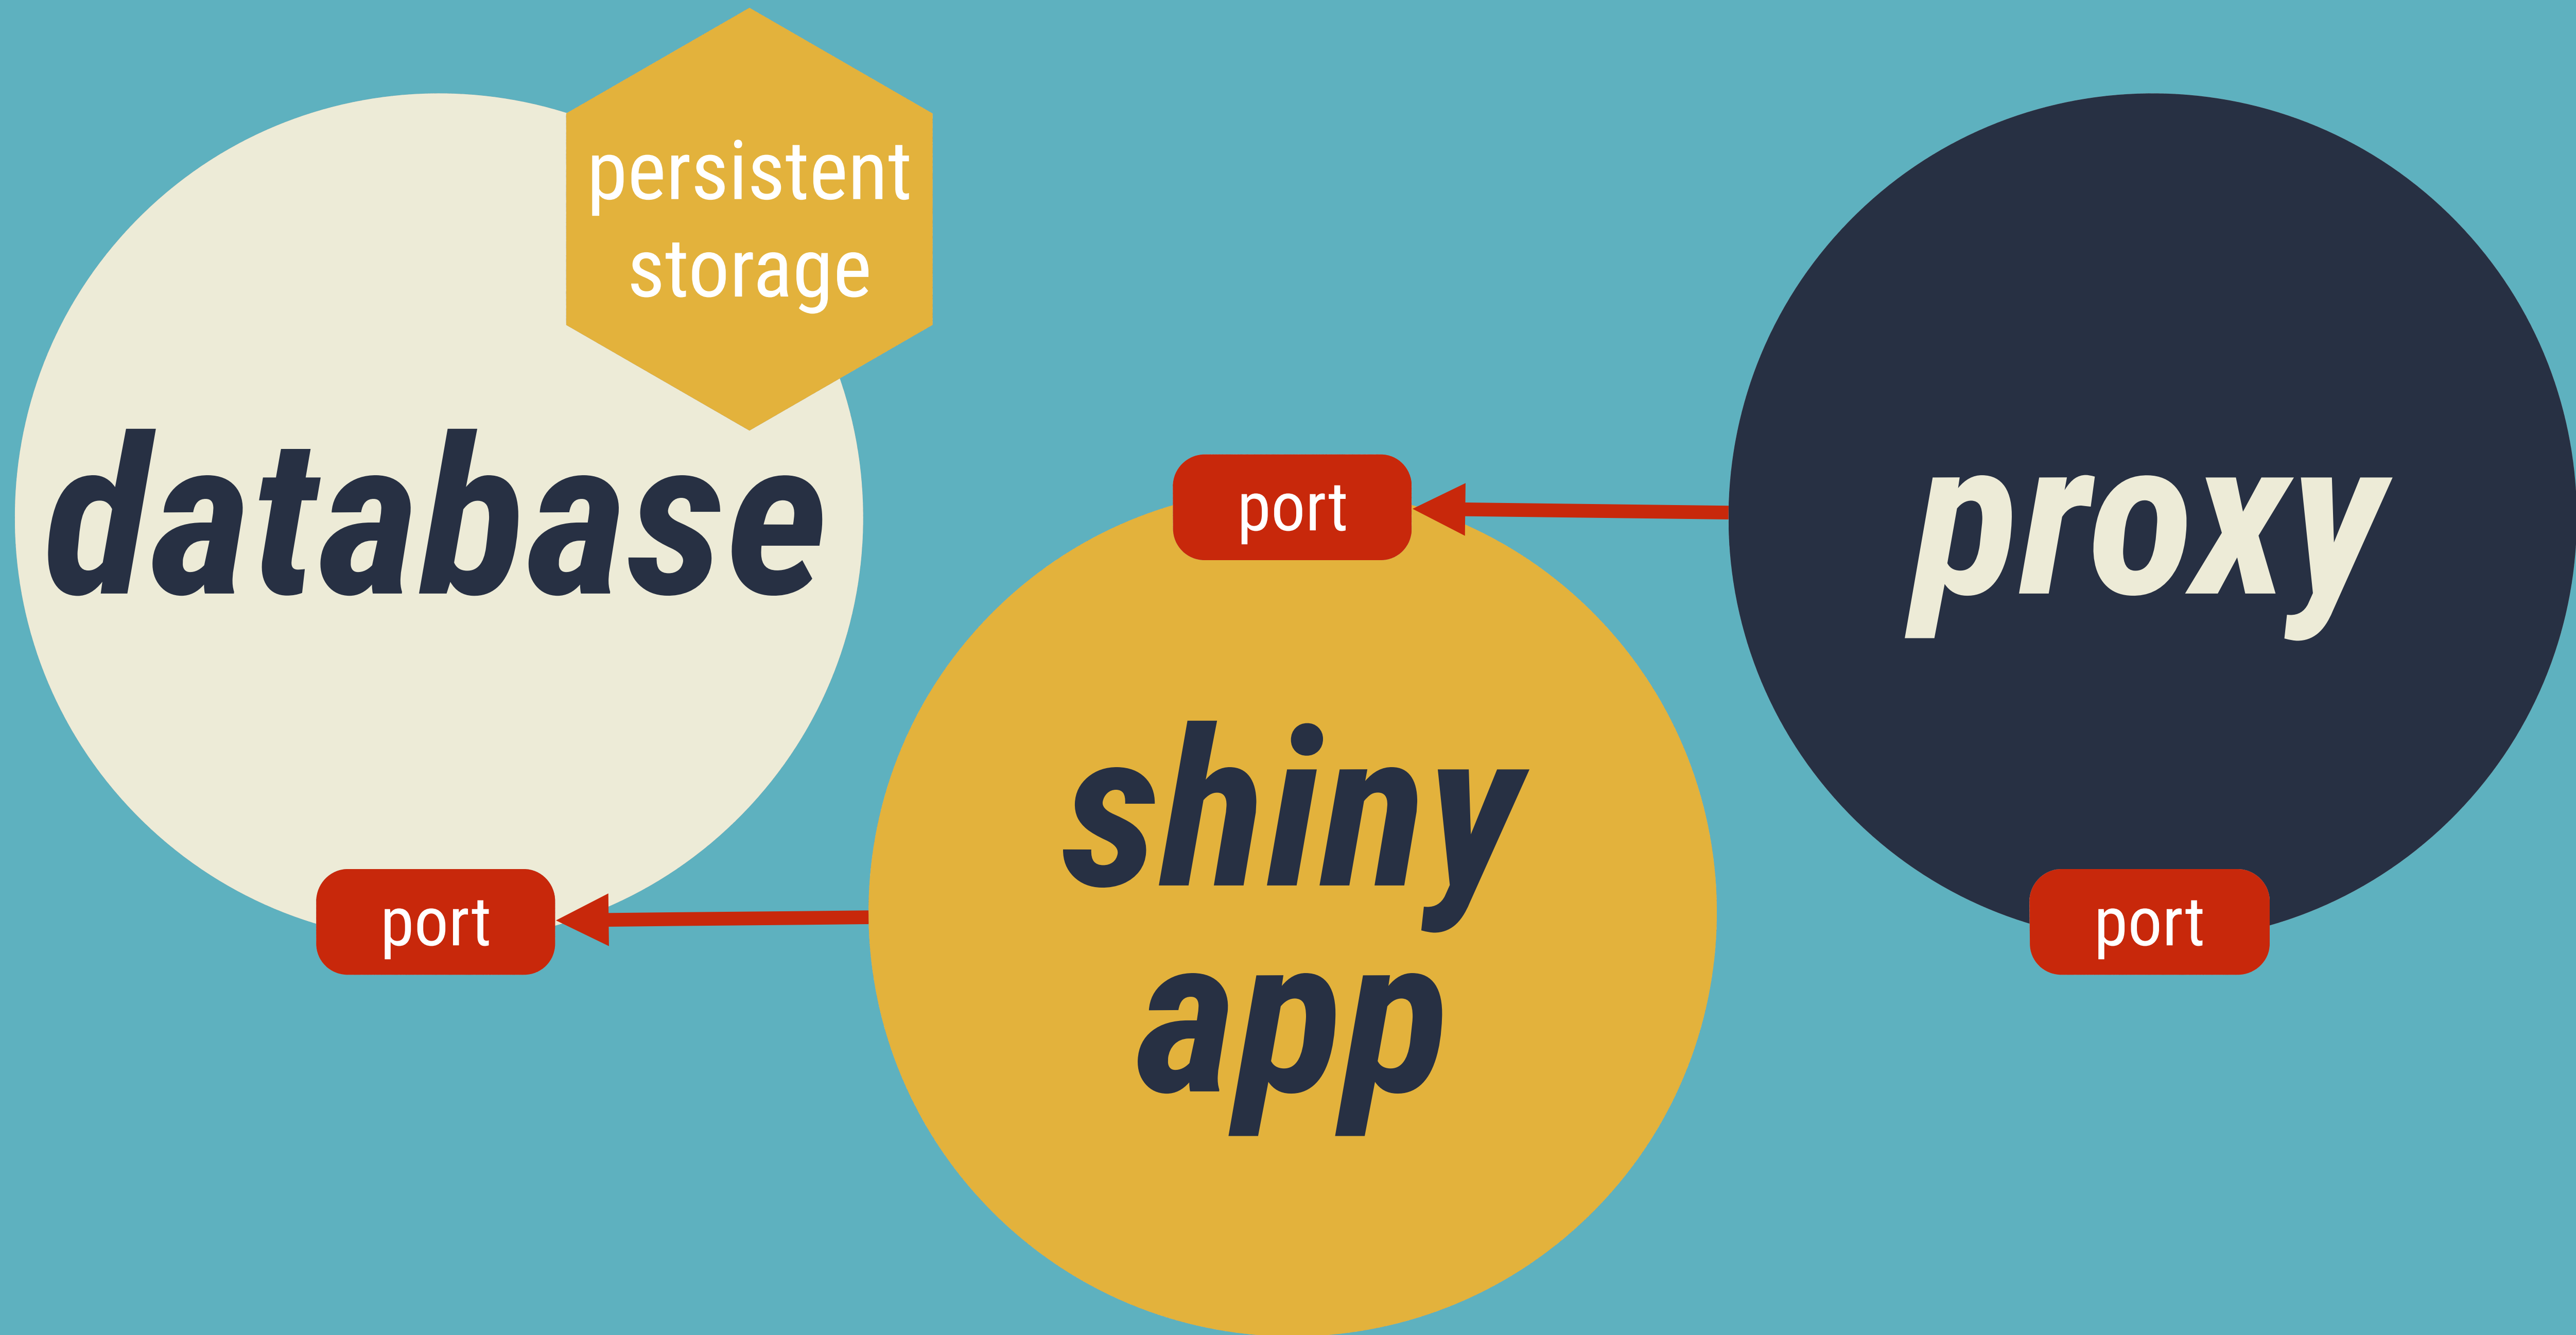 persistent
storage
database
port
port
shiny
app
proxy
port